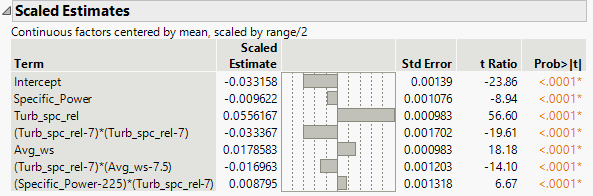 Scaled Estimates
Continuous factors centered by mean, scaled by range/2
Term Scaled Estimate Std Error t Ratio Prob>|t|
Intercept -0.033158 0.00139 -23.86 <.0001*
Specific_Power -0.009622 0.001076 -8.94 <.0001*
Turb_spc_rel 0.0556167 0.000983 56.60 <.0001*
(Turb_spc_rel-7)*(Turb_spc_rel-7) -0.033367 0.001702 -19.61 <.0001*
Avg_ws 0.0178583 0.000983 18.18 <.0001*
(Turb_spc_rel-7)*(Avg_ws-7.5) -0.016963 0.001203 -14.10 <.0001*
(Specific_Power-225)*(Turb_spc_rel-7) 0.008795 0.001318 6.67 <.0001*